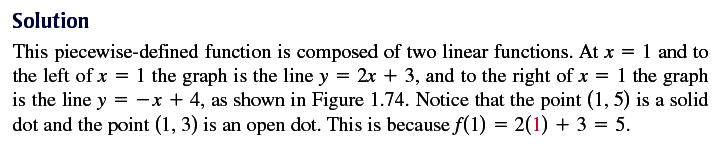 Solution
This piecewise-defined function is composed of two linear functions. At x = 1 and to
the left of x = 1 the graph is the line y = 2x + 3, and to the right of x = 1 the graph
is the line y = −x + 4, as shown in Figure 1.74. Notice that the point (1, 5) is a solid
dot and the point (1, 3) is an open dot. This is because f(1) = 2(1) + 3 = 5.